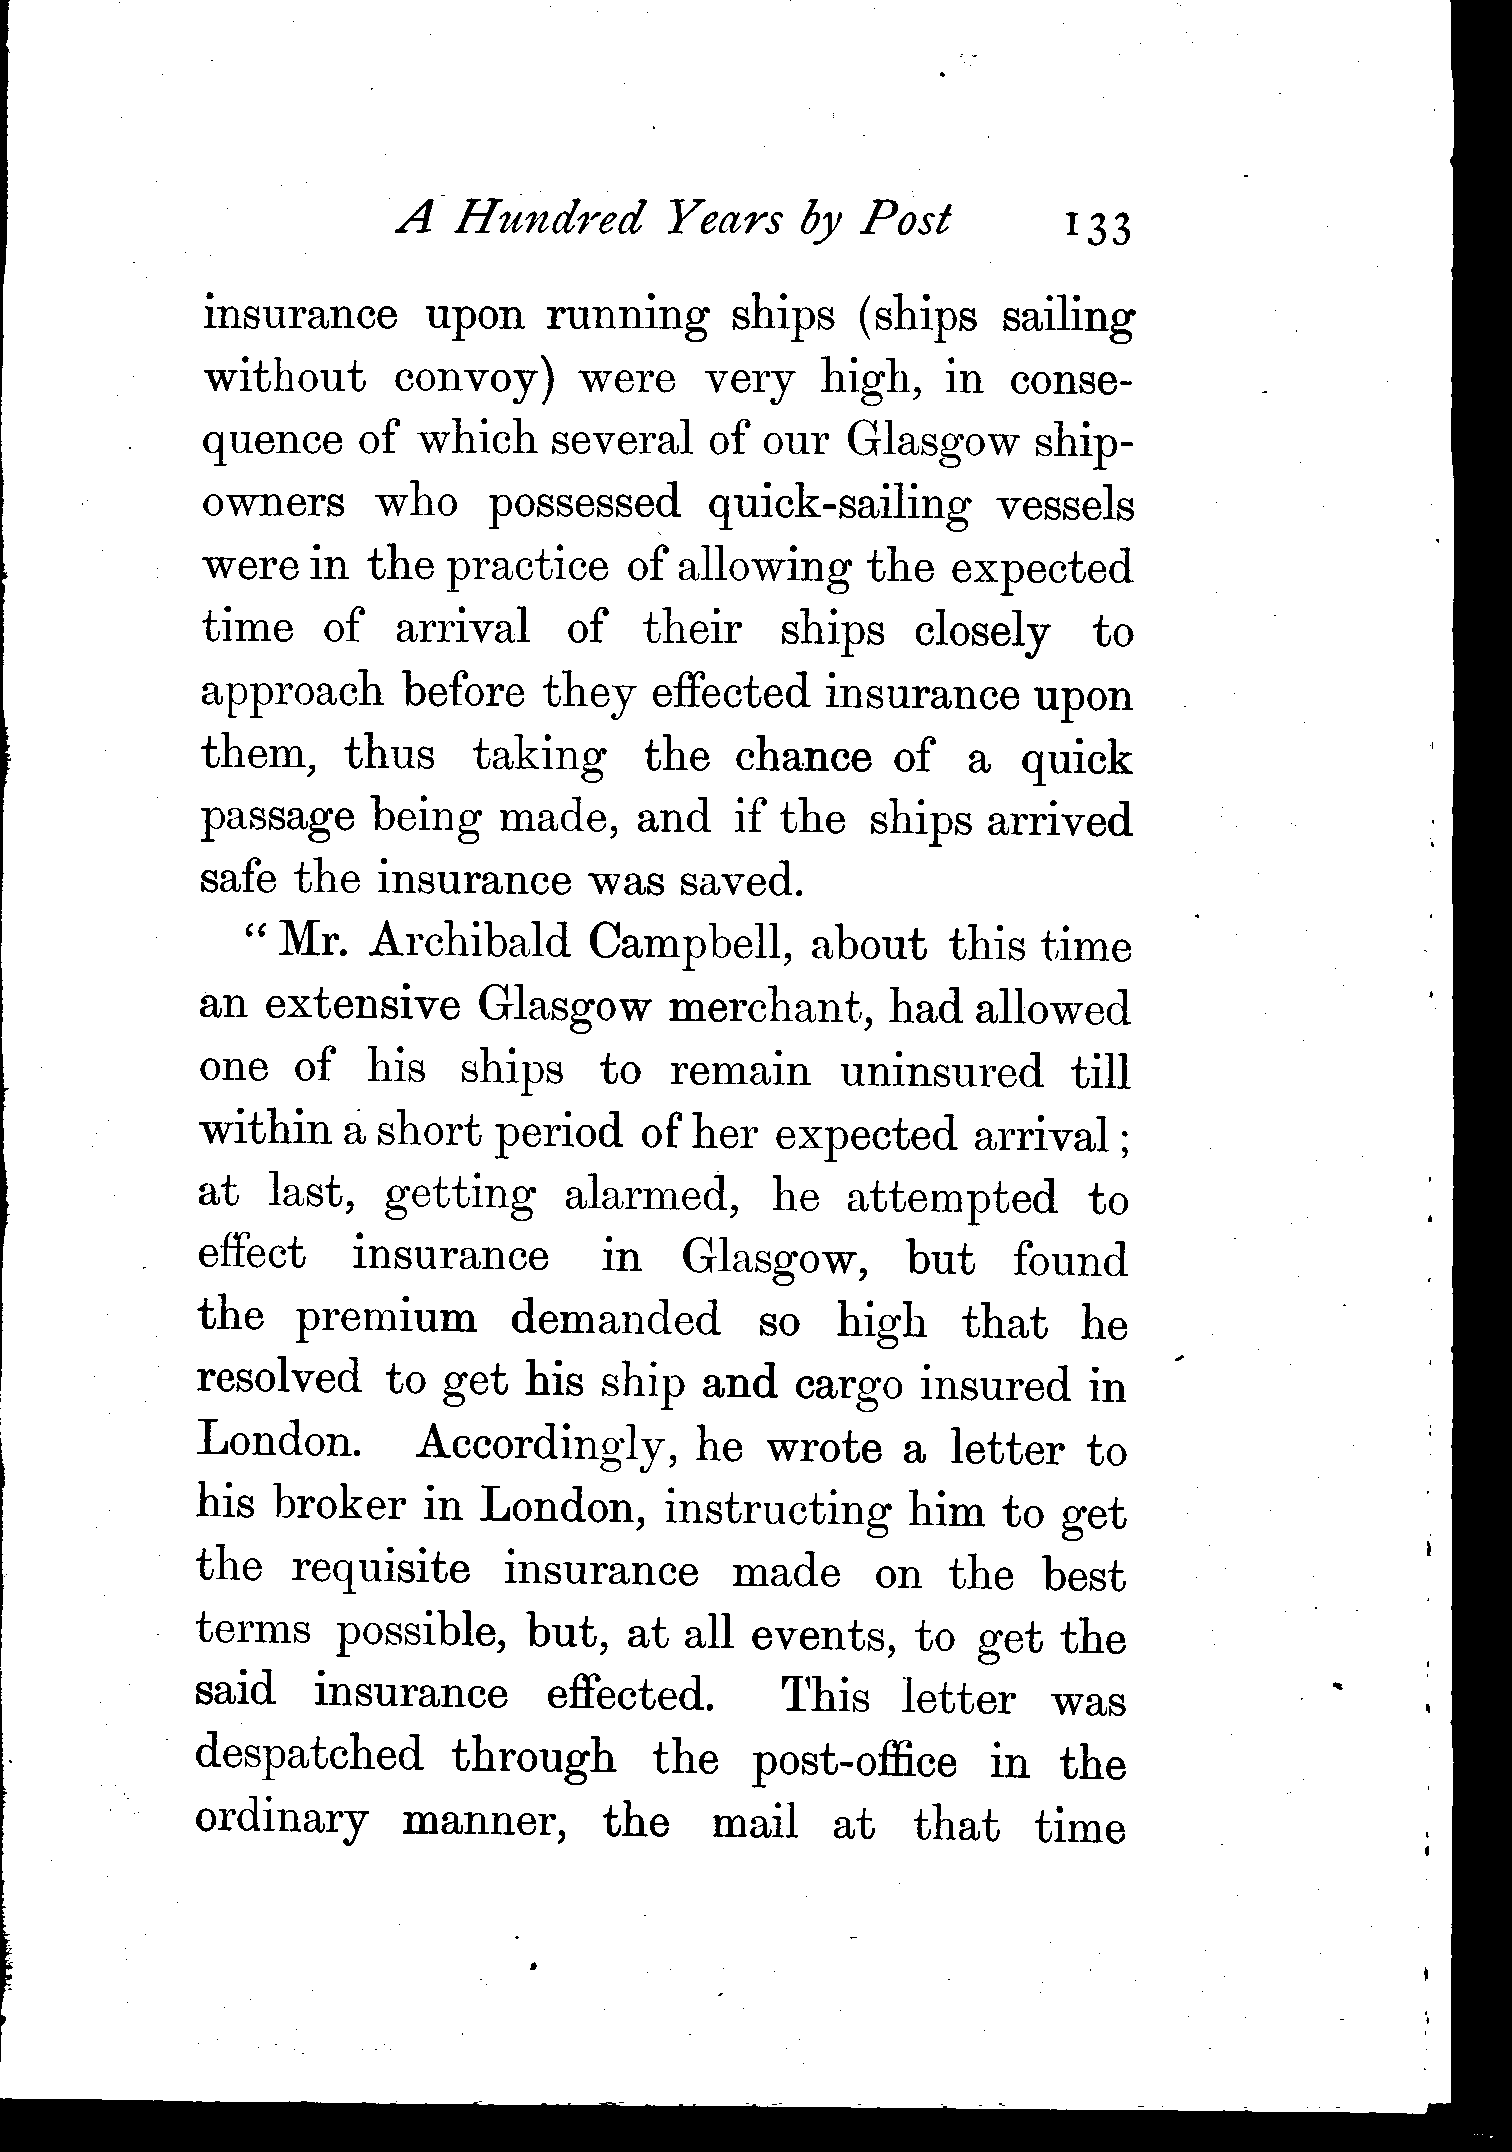 A Hundred Years by Post 133
insurance upon running ships (ships sailing
without convoy) were very high, in conse-
quence of which several of our Glasgow ship-
owners who possessed quick-sailing vessels
were in the practice of allowing the expected
time of arrival of their ships closely to
approach before they effected insurance upon
them, thus taking the chance of a quick
passage being made, and if the ships arrived
safe the insurance was saved.
“Mr. Archibald Campbell, about this time
an extensive Glasgow merchant, had allowed
one of his ships to remain uninsured till
within a short period of her expected arrival;
at last, getting alarmed, he attempted to
effect insurance in Glasgow, but found
the premium demanded so high that he
resolved to get his ship and cargo insured in
London. Accordingly, he wrote a letter to
his broker in London, instructing him to get
the requisite insurance made on the best
terms possible, but, at all events, to get the
said insurance effected. This letter was
despatched through the post-office in the
ordinary manner, the mail at that time